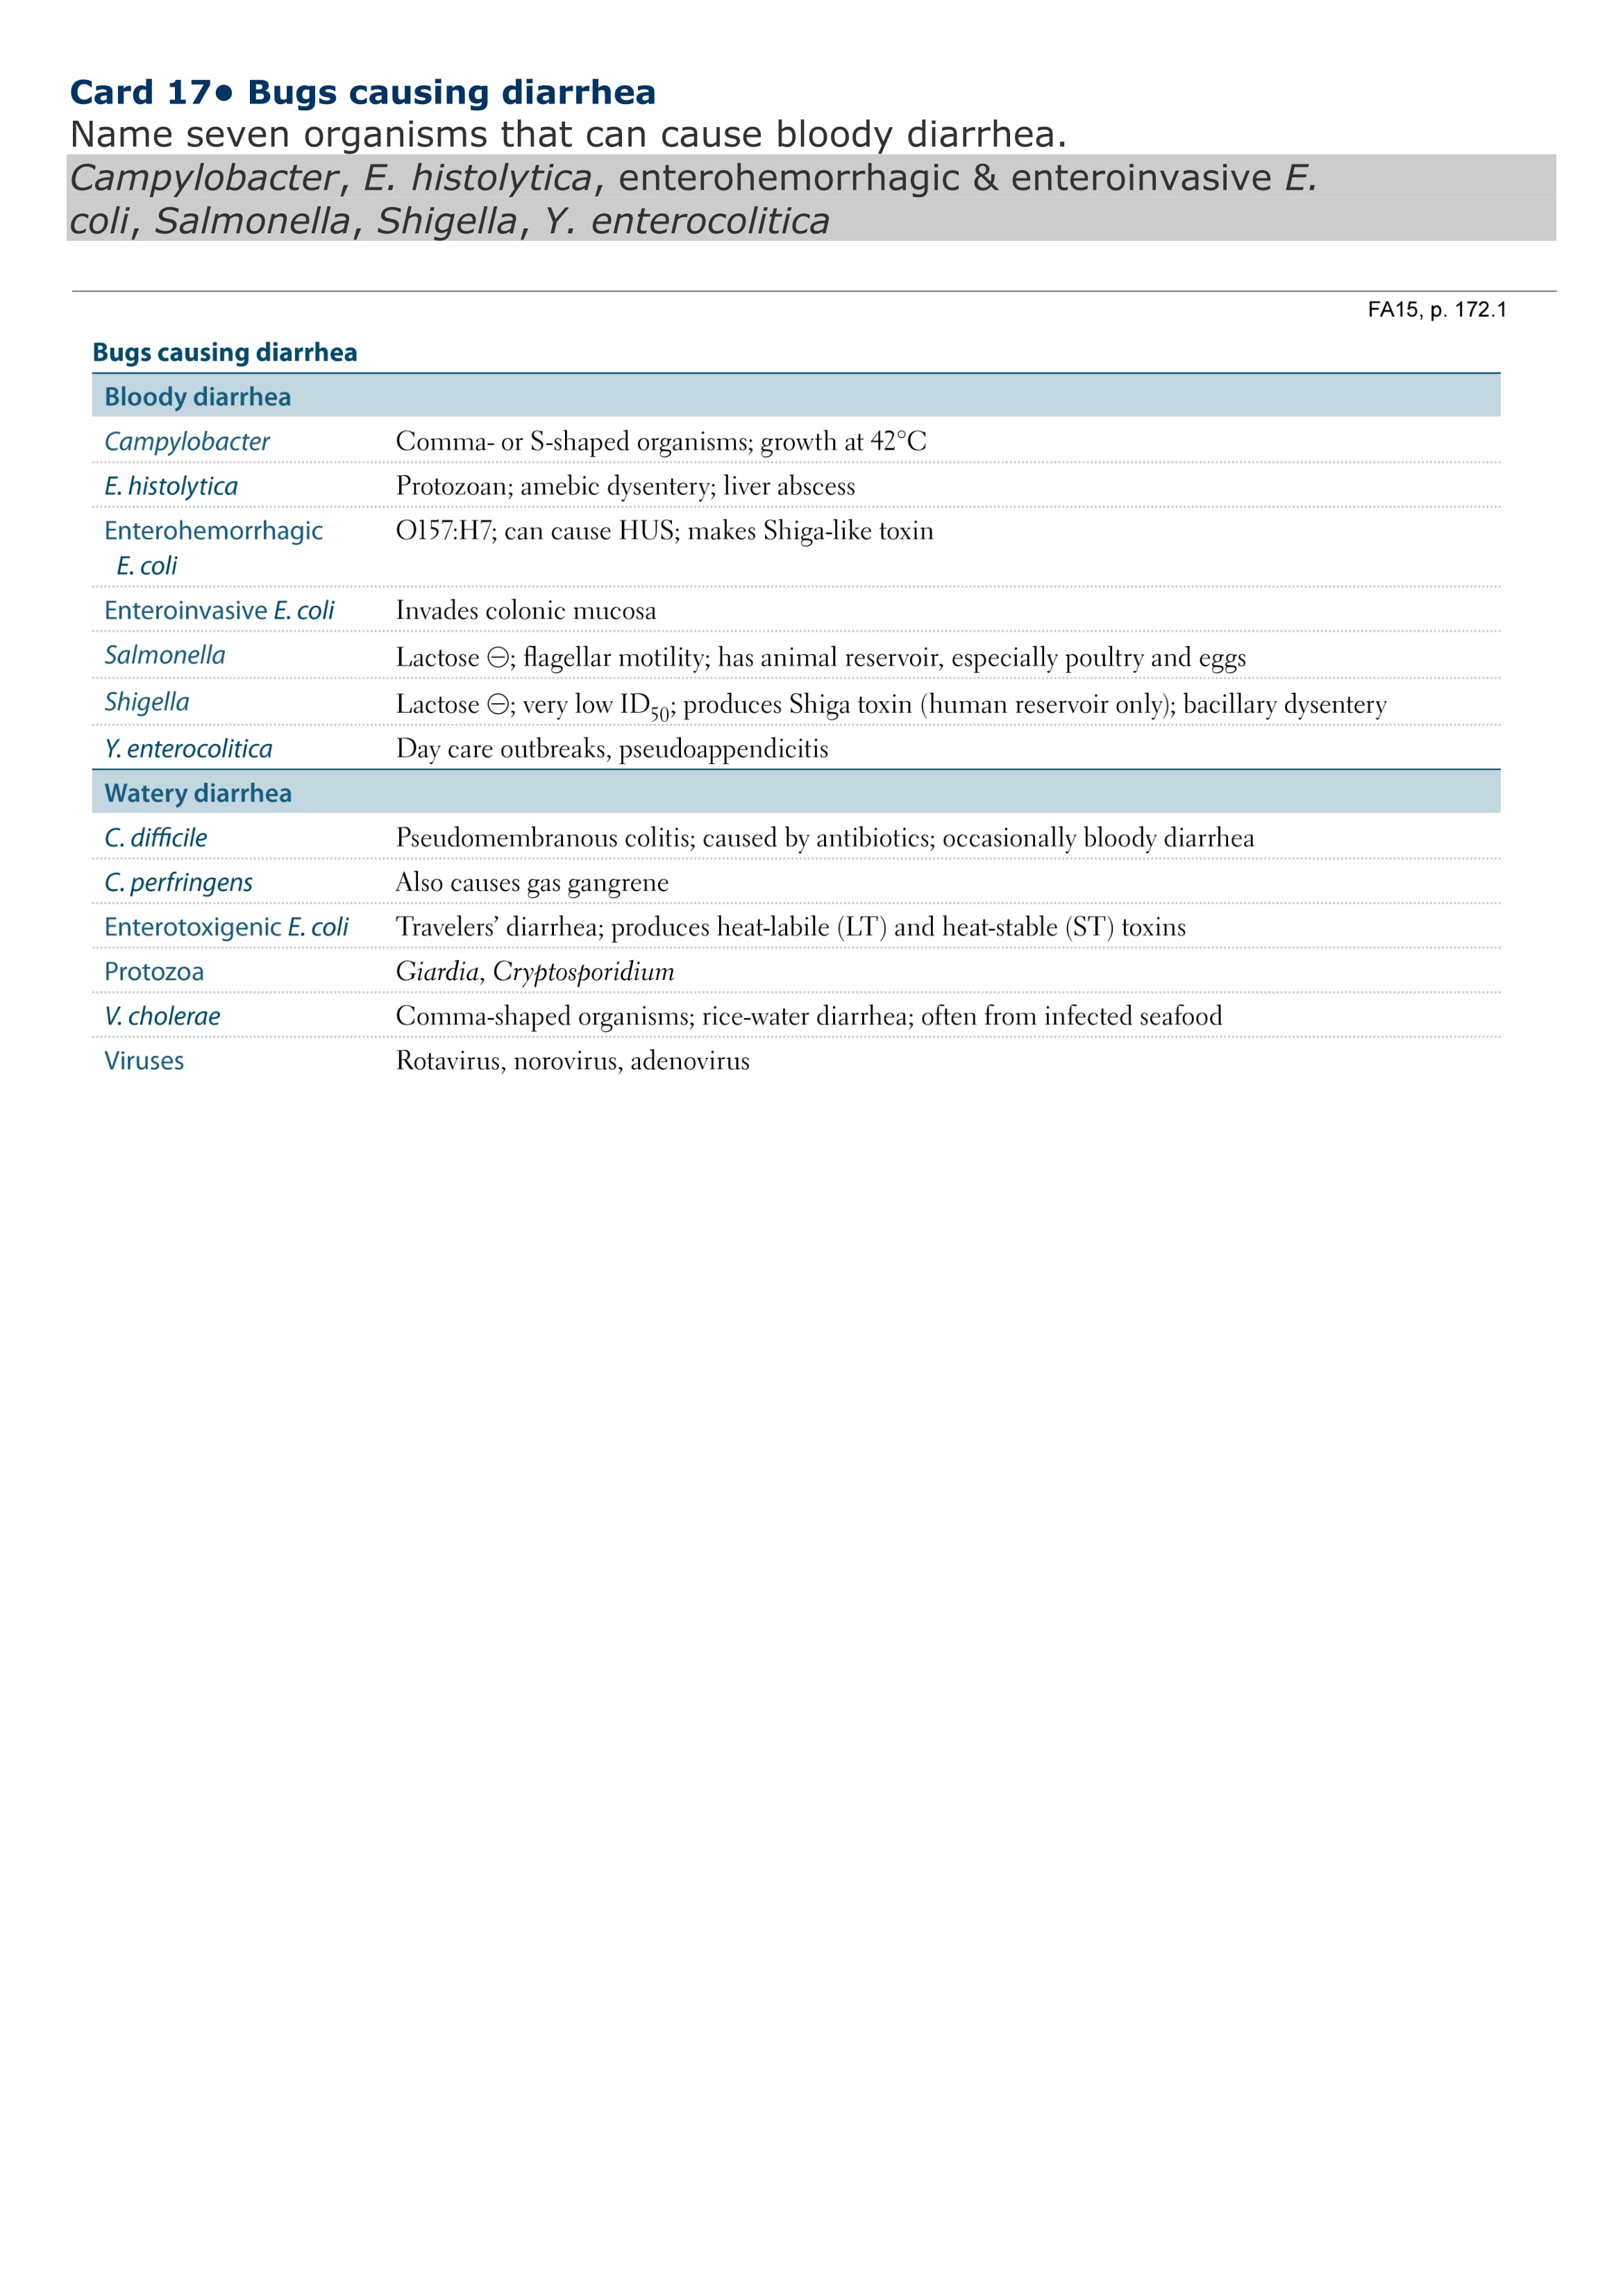 Card 17• Bugs causing diarrhea
Name seven organisms that can cause bloody diarrhea.
Campylobacter, E. histolytica, enterohemorrhagic & enteroinvasive E.
coli, Salmonella, Shigella, Y. enterocolitica
FA15, p. 172.1
Bugs causing diarrhea
Bloody diarrhea
Campylobacter Comma- or S-shaped organisms; growth at 42°C
E. histolytica Protozoan; amebic dysentery; liver abscess
Enterohemorrhagic O157:H7; can cause HUS; makes Shiga-like toxin
E. coli
Enteroinvasive E. coli Invades colonic mucosa
Salmonella Lactose ⊖; flagellar motility; has animal reservoir, especially poultry and eggs
Shigella Lactose ⊖; very low ID50; produces Shiga toxin (human reservoir only); bacillary dysentery
Y. enterocolitica Day care outbreaks, pseudoappendicitis
Watery diarrhea
C. difficile Pseudomembranous colitis; caused by antibiotics; occasionally bloody diarrhea
C. perfringens Also causes gas gangrene
Enterotoxigenic E. coli Travelers’ diarrhea; produces heat-labile (LT) and heat-stable (ST) toxins
Protozoa Giardia, Cryptosporidium
V. cholerae Comma-shaped organisms; rice-water diarrhea; often from infected seafood
Viruses Rotavirus, norovirus, adenovirus